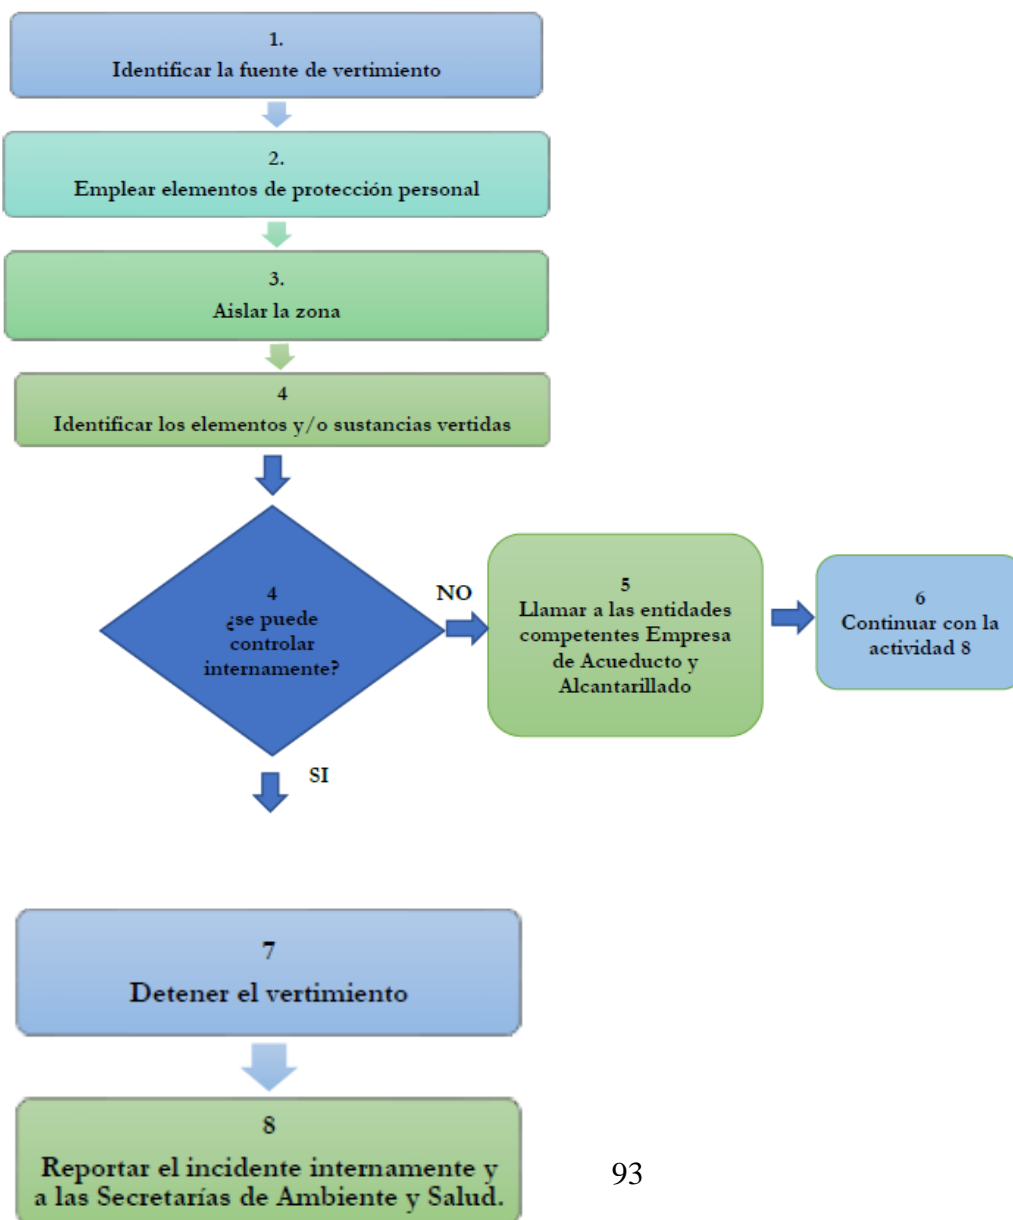 1.
Identificar la fuente de vertimiento
2.
Emplear elementos de protección personal
3.
Aislar la zona
4
Identificar los elementos y/o sustancias vertidas
4
¿se puede
controlar
internamente?
NO
5
Llamar a las entidades
competentes Empresa
de Acueducto y
Alcantarillado
6
Continuar con la
actividad 8
SI
7
Detener el vertimiento
8
Reportar el incidente internamente y
a las Secretarías de Ambiente y Salud.
93